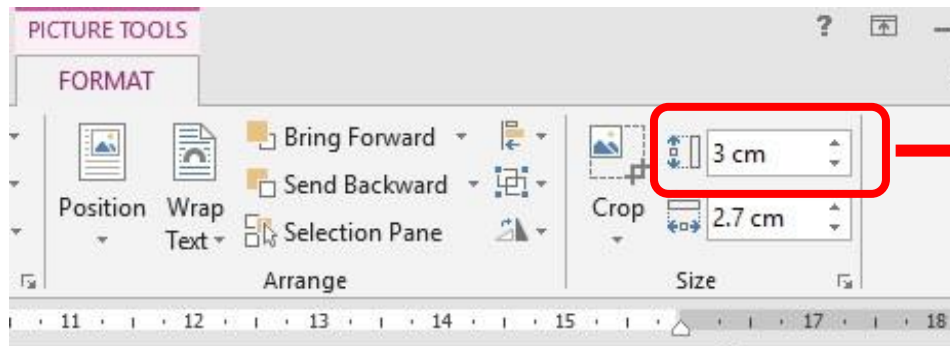 PICTURE TOOLS ?
FORMAT
Bring Forward 3 cm
Send Backward
Position Wrap Crop 2.7 cm
Text Selection Pane
Arrange Size
11 12 13 14 15 17 18